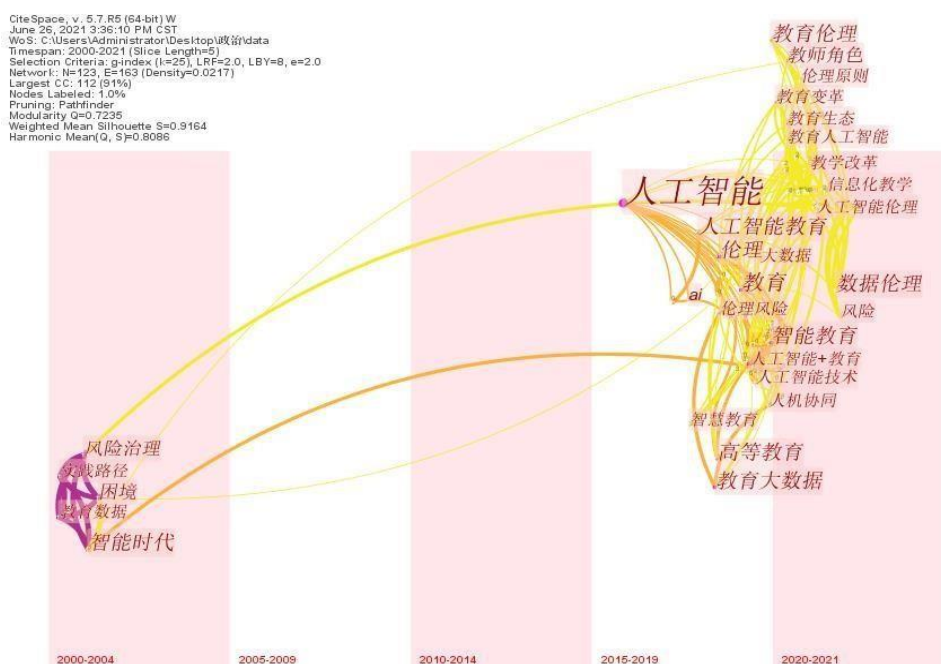 CiteSpace, v. 5.7.R5 (64-bit) W
June 26, 2021 3:36:10 PM CST
WoS: C:\Users\Administrator\Desktop\政治\data
Timespan: 2000-2021 (Slice Length=5)
Selection Criteria: g-index (k=25), LRF=2.0, LBY=8, e=2.0
Network: N=123, E=163 (Density=0.0217)
Largest CC: 112 (91%)
Nodes Labeled: 1.0%
Pruning: Pathfinder
Modularity Q=0.7235
Weighted Mean Silhouette S=0.9164
Harmonic Mean(Q, S)=0.8086
教育伦理
教师角色
伦理原则
教育变革
教育生态
教育人工智能
教学改革
信息化教学
人工智能伦理
人工智能
人工智能教育
伦理
大数据
教育
数据伦理
ai
伦理风险
风险
智能教育
人工智能+教育
人工智能技术
人机协同
智慧教育
高等教育
教育大数据
风险治理
实践路径
困境
教育数据
智能时代
2000-2004
2005-2009
2010-2014
2015-2019
2020-2021